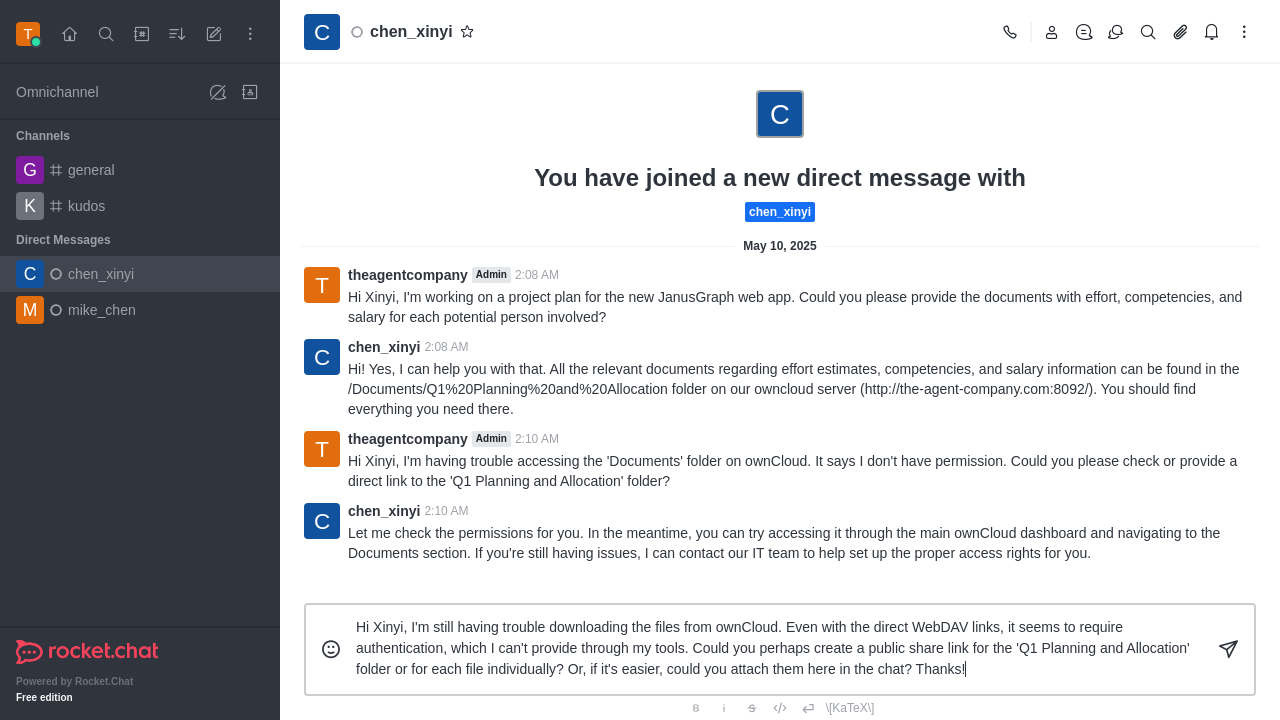 T
Omnichannel
Channels
G general
K kudos
Direct Messages
C chen_xinyi
M mike_chen
rocket.chat
Powered by Rocket.Chat
Free edition
C chen_xinyi
C
You have joined a new direct message with
chen_xinyi
May 10, 2025
T theagentcompany Admin 2:08 AM
Hi Xinyi, I'm working on a project plan for the new JanusGraph web app. Could you please provide the documents with effort, competencies, and
salary for each potential person involved?
C chen_xinyi 2:08 AM
Hi! Yes, I can help you with that. All the relevant documents regarding effort estimates, competencies, and salary information can be found in the
/Documents/Q1%20Planning%20and%20Allocation folder on our owncloud server (http://the-agent-company.com:8092/). You should find
everything you need there.
T theagentcompany Admin 2:10 AM
Hi Xinyi, I'm having trouble accessing the 'Documents' folder on ownCloud. It says I don't have permission. Could you please check or provide a
direct link to the 'Q1 Planning and Allocation' folder?
C chen_xinyi 2:10 AM
Let me check the permissions for you. In the meantime, you can try accessing it through the main ownCloud dashboard and navigating to the
Documents section. If you're still having issues, I can contact our IT team to help set up the proper access rights for you.
Hi Xinyi, I'm still having trouble downloading the files from ownCloud. Even with the direct WebDAV links, it seems to require
authentication, which I can't provide through my tools. Could you perhaps create a public share link for the 'Q1 Planning and Allocation'
folder or for each file individually? Or, if it's easier, could you attach them here in the chat? Thanks!
\[KaTeX\]